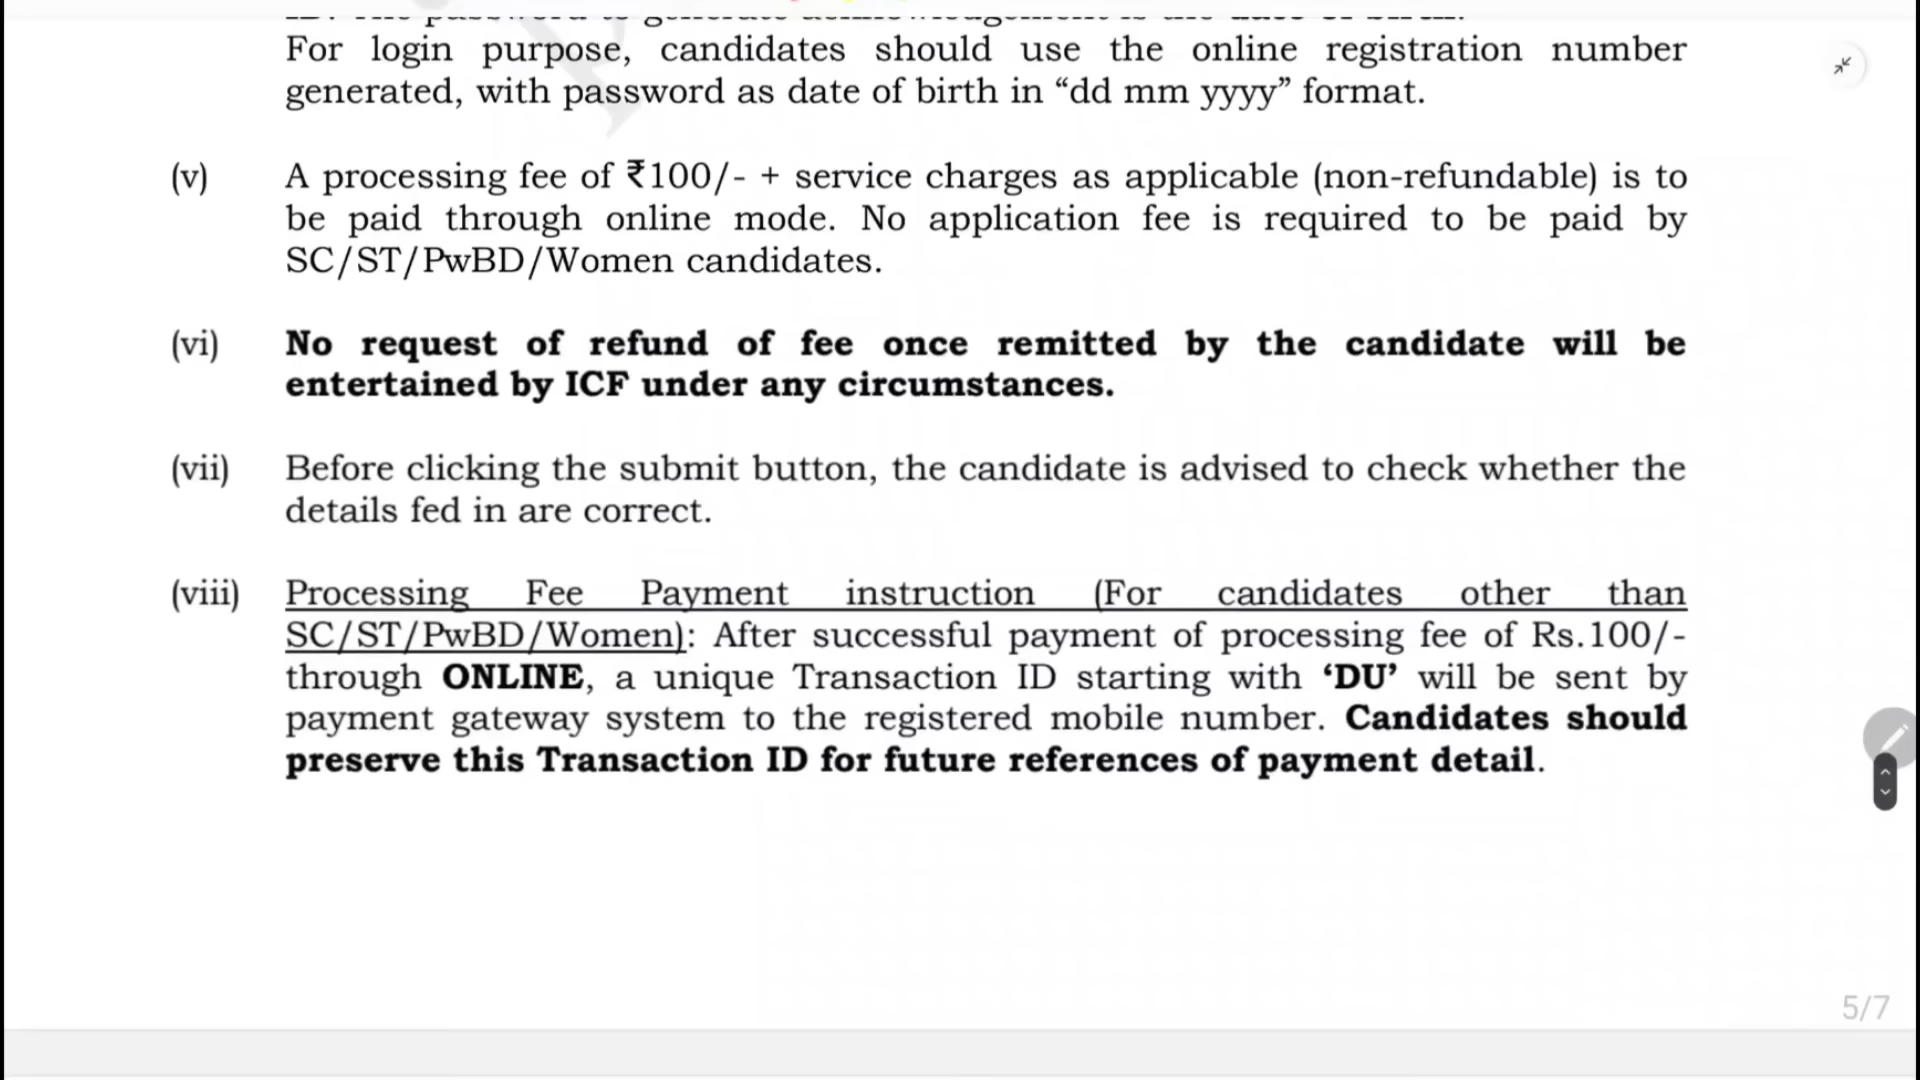 For login purpose, candidates should use the online registration number
generated, with password as date of birth in “dd mm yyyy” format.
(v) A processing fee of ₹100/- + service charges as applicable (non-refundable) is to
be paid through online mode. No application fee is required to be paid by
SC/ST/PwBD/Women candidates.
(vi) No request of refund of fee once remitted by the candidate will be
entertained by ICF under any circumstances.
(vii) Before clicking the submit button, the candidate is advised to check whether the
details fed in are correct.
(viii) Processing Fee Payment instruction (For candidates other than
SC/ST/PwBD/Women): After successful payment of processing fee of Rs.100/-
through ONLINE, a unique Transaction ID starting with ‘DU’ will be sent by
payment gateway system to the registered mobile number. Candidates should
preserve this Transaction ID for future references of payment detail.
5/7